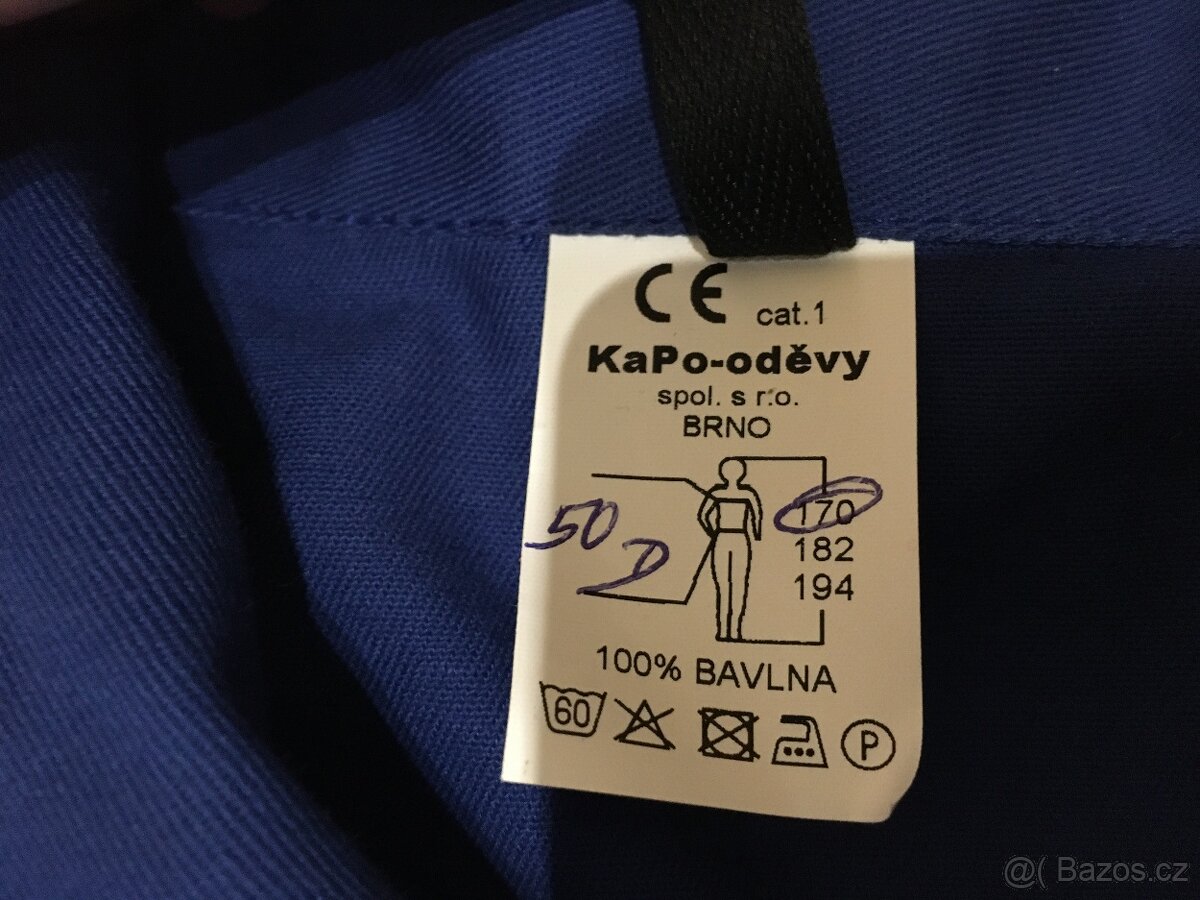 CE cat.1
KaPo-oděvy
spol. s r.o.
BRNO
50
D
170
182
194
100% BAVLNA
60
P
@( Bazos.cz